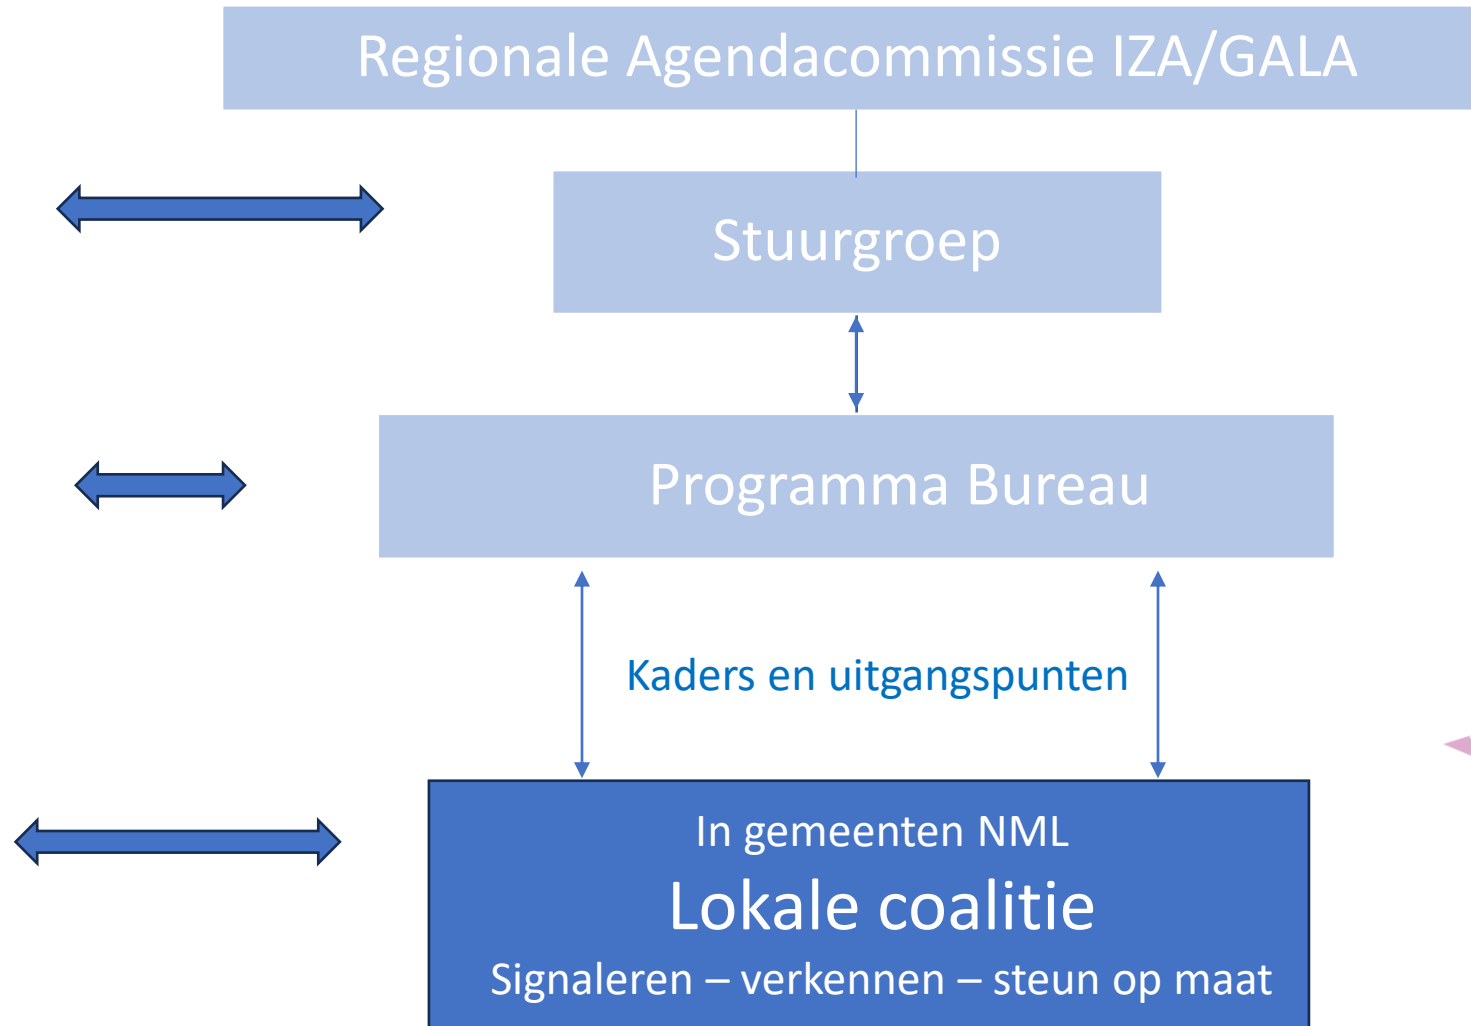 Regionale Agendacommissie IZA/GALA
Stuurgroep
Programma Bureau
Kaders en uitgangspunten
In gemeenten NML
Lokale coalitie
Signaleren – verkennen – steun op maat